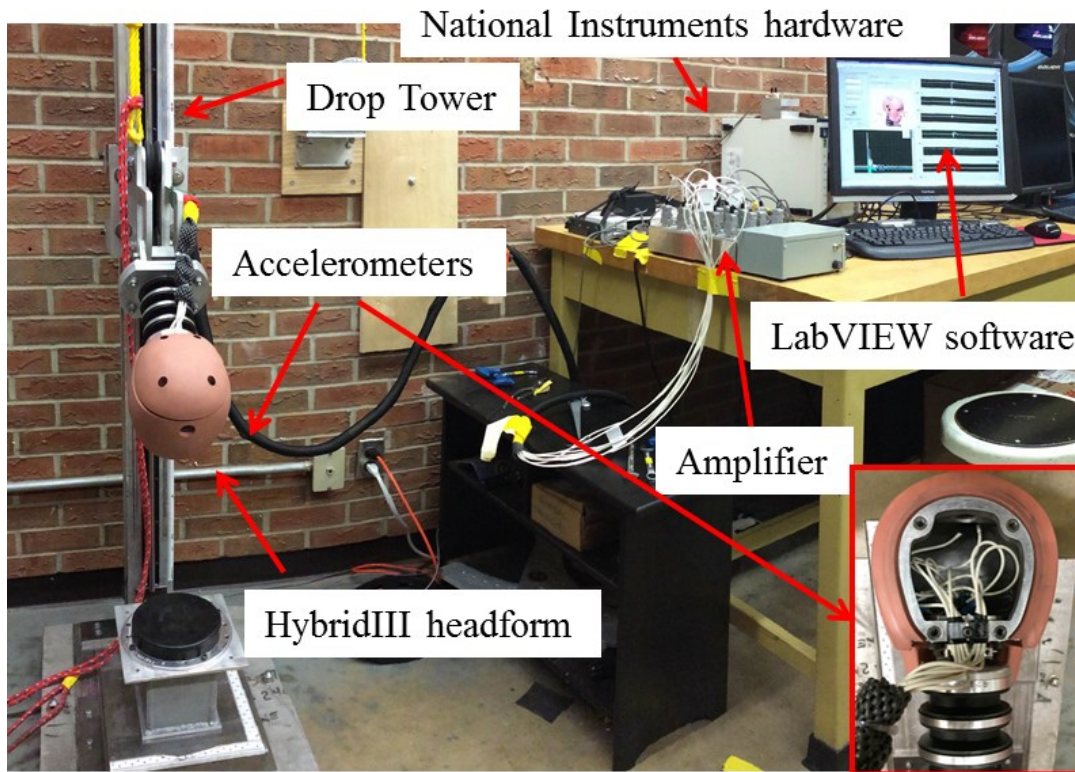 National Instruments hardware
Drop Tower
Accelerometers
LabVIEW software
Amplifier
HybridIII headform